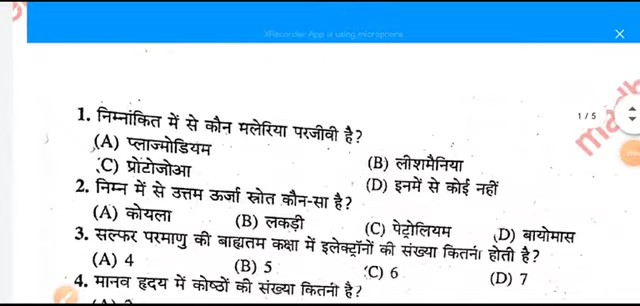 XRecorder App is using microphone
1 / 5
1. निम्नांकित में से कौन मलेरिया परजीवी है?
(A) प्लाज्मोडियम
(B) लीशमैनिया
(C) प्रोटोजोआ
(D) इनमें से कोई नहीं
2. निम्न में से उत्तम ऊर्जा स्रोत कौन-सा है?
(A) कोयला (B) लकड़ी (C) पेट्रोलियम (D) बायोमास
3. सल्फर परमाणु की बाह्यतम कक्षा में इलेक्ट्रॉनों की संख्या कितनी होती है?
(A) 4 (B) 5 (C) 6 (D) 7
4. मानव हृदय में कोष्ठों की संख्या कितनी है?